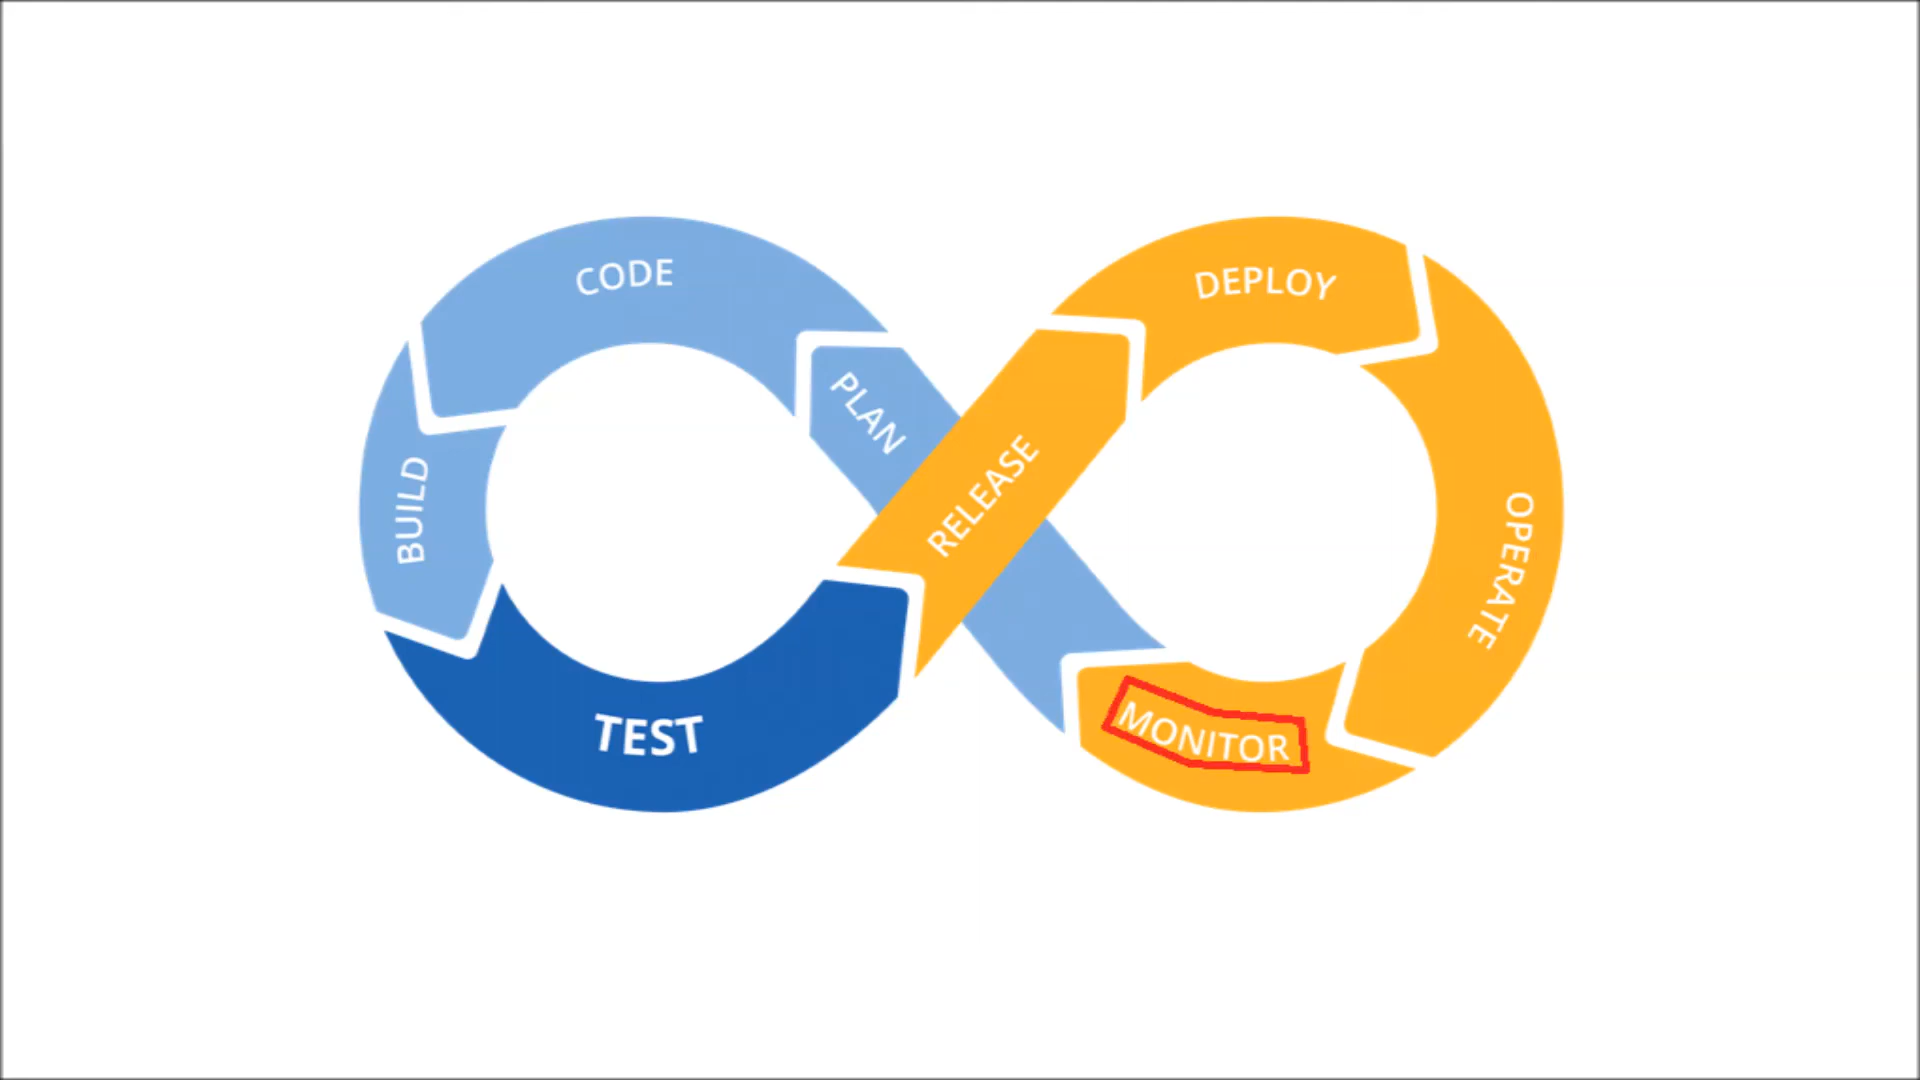 CODE
DEPLOY
PLAN
RELEASE
BUILD
OPERATE
TEST
MONITOR